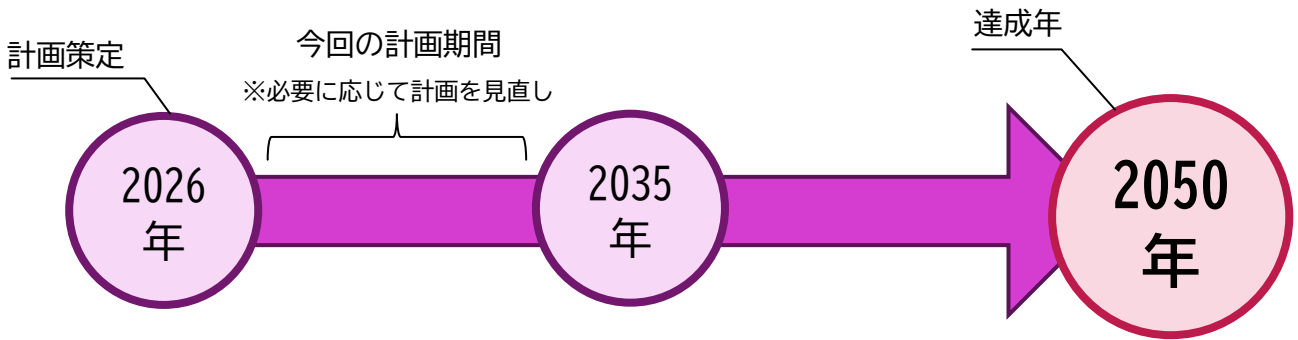 計画策定
今回の計画期間
※必要に応じて計画を見直し
達成年
2026
年
2035
年
2050
年